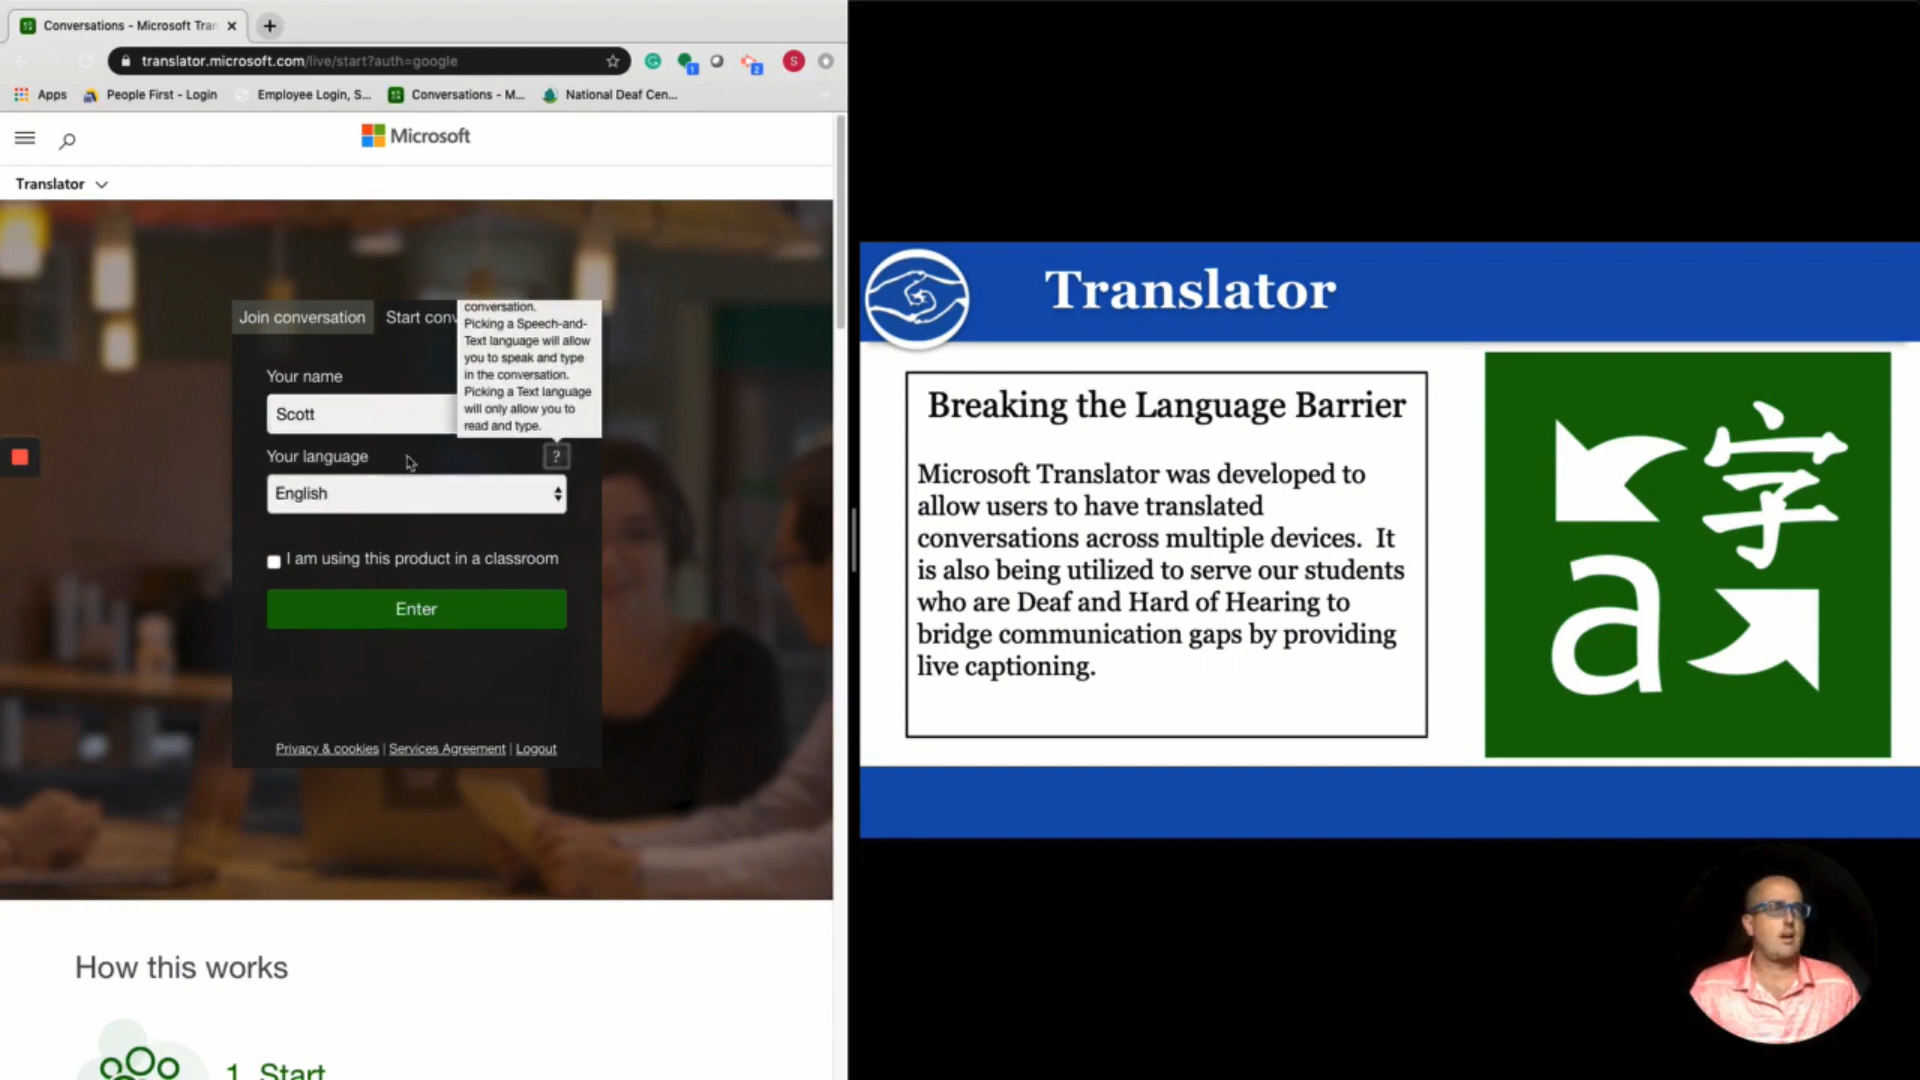 Conversations - Microsoft Tran
translator.microsoft.com/live/start?auth=google
1
2
S
Apps
People First - Login
Employee Login, S...
Conversations - M...
National Deaf Cen...
Microsoft
Translator
Join conversation
Start conv
conversation.
Picking a Speech-and-
Text language will allow
you to speak and type
in the conversation.
Picking a Text language
will only allow you to
read and type.
Your name
Scott
Your language
?
English
I am using this product in a classroom
Enter
Privacy & cookies | Services Agreement | Logout
How this works
1. Start
Translator
Breaking the Language Barrier
Microsoft Translator was developed to
allow users to have translated
conversations across multiple devices. It
is also being utilized to serve our students
who are Deaf and Hard of Hearing to
bridge communication gaps by providing
live captioning.
字
a